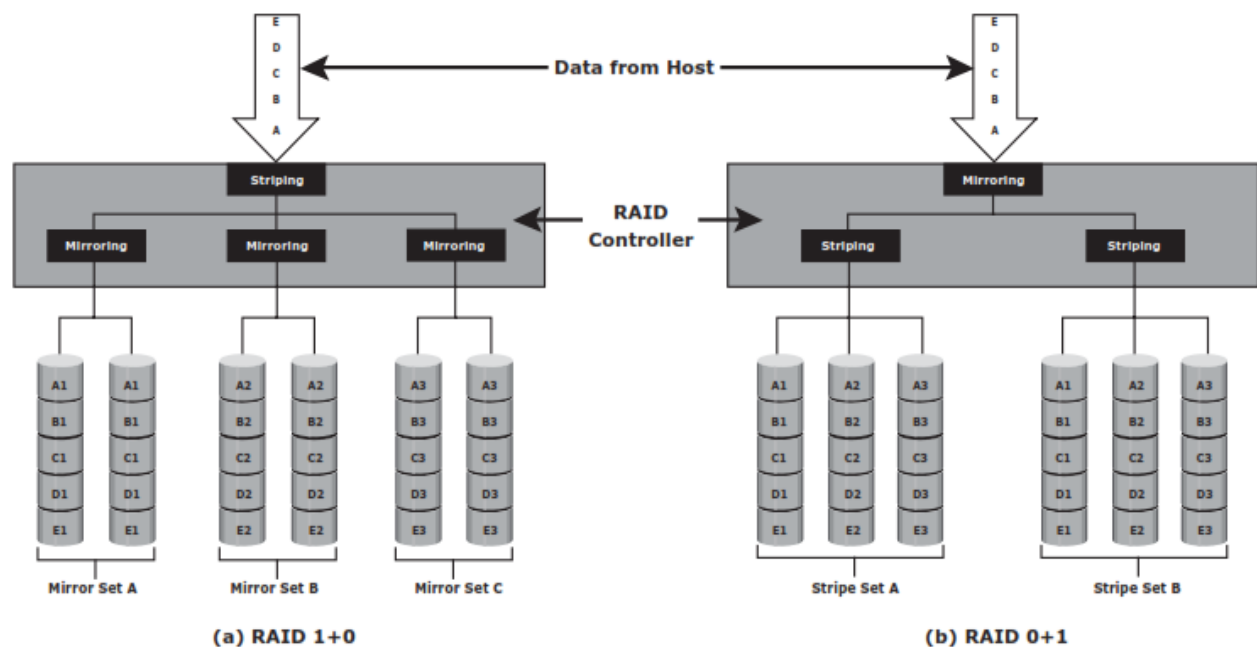 E E
D D
Data from Host
C C
B B
A A
Striping Mirroring
RAID
Controller
Mirroring Mirroring Mirroring Striping Striping
A1 A1 A2 A2 A3 A3 A1 A2 A3 A1 A2 A3
B1 B1 B2 B2 B3 B3 B1 B2 B3 B1 B2 B3
C1 C1 C2 C2 C3 C3 C1 C2 C3 C1 C2 C3
D1 D1 D2 D2 D3 D3 D1 D2 D3 D1 D2 D3
E1 E1 E2 E2 E3 E3 E1 E2 E3 E1 E2 E3
Mirror Set A Mirror Set B Mirror Set C Stripe Set A Stripe Set B
(a) RAID 1+0 (b) RAID 0+1